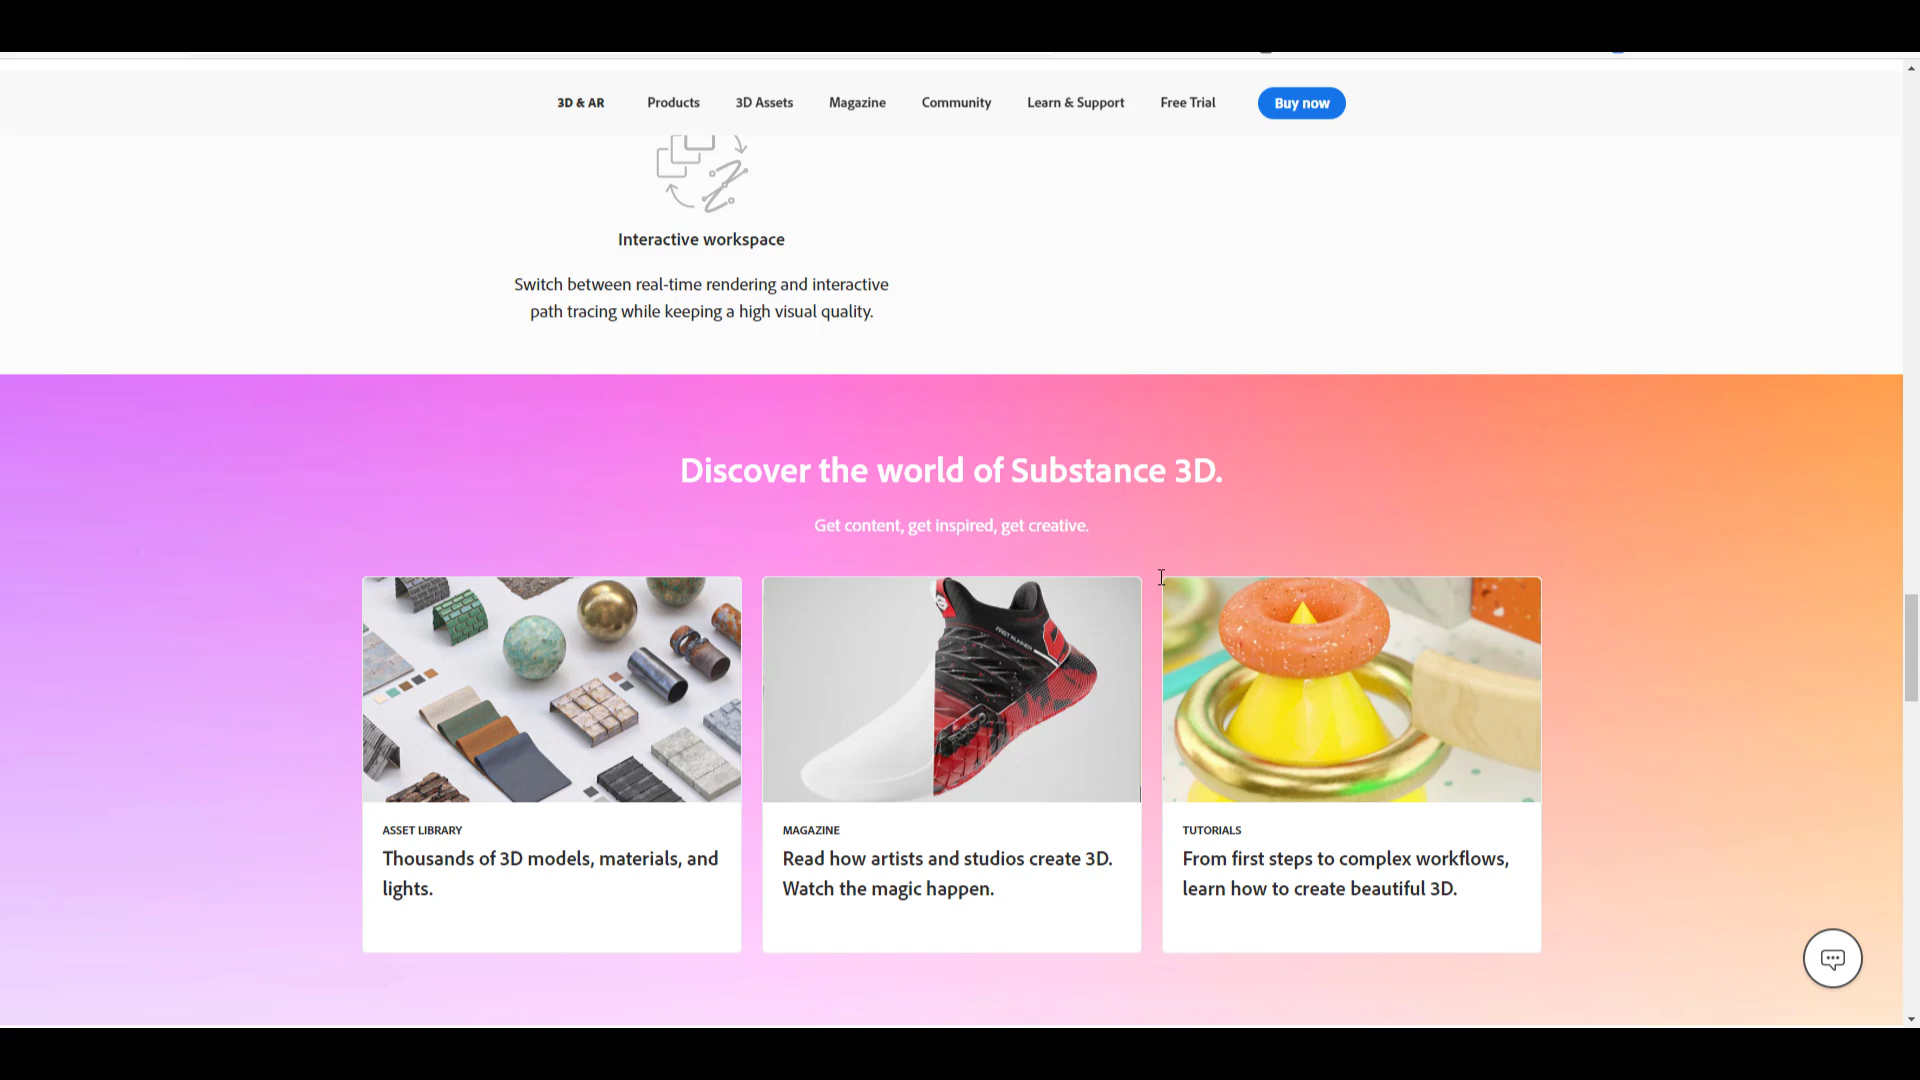 3D & AR
Products
3D Assets
Magazine
Community
Learn & Support
Free Trial
Buy now
Interactive workspace
Switch between real-time rendering and interactive
path tracing while keeping a high visual quality.
Discover the world of Substance 3D.
Get content, get inspired, get creative.
ASSET LIBRARY
Thousands of 3D models, materials, and
lights.
MAGAZINE
Read how artists and studios create 3D.
Watch the magic happen.
TUTORIALS
From first steps to complex workflows,
learn how to create beautiful 3D.